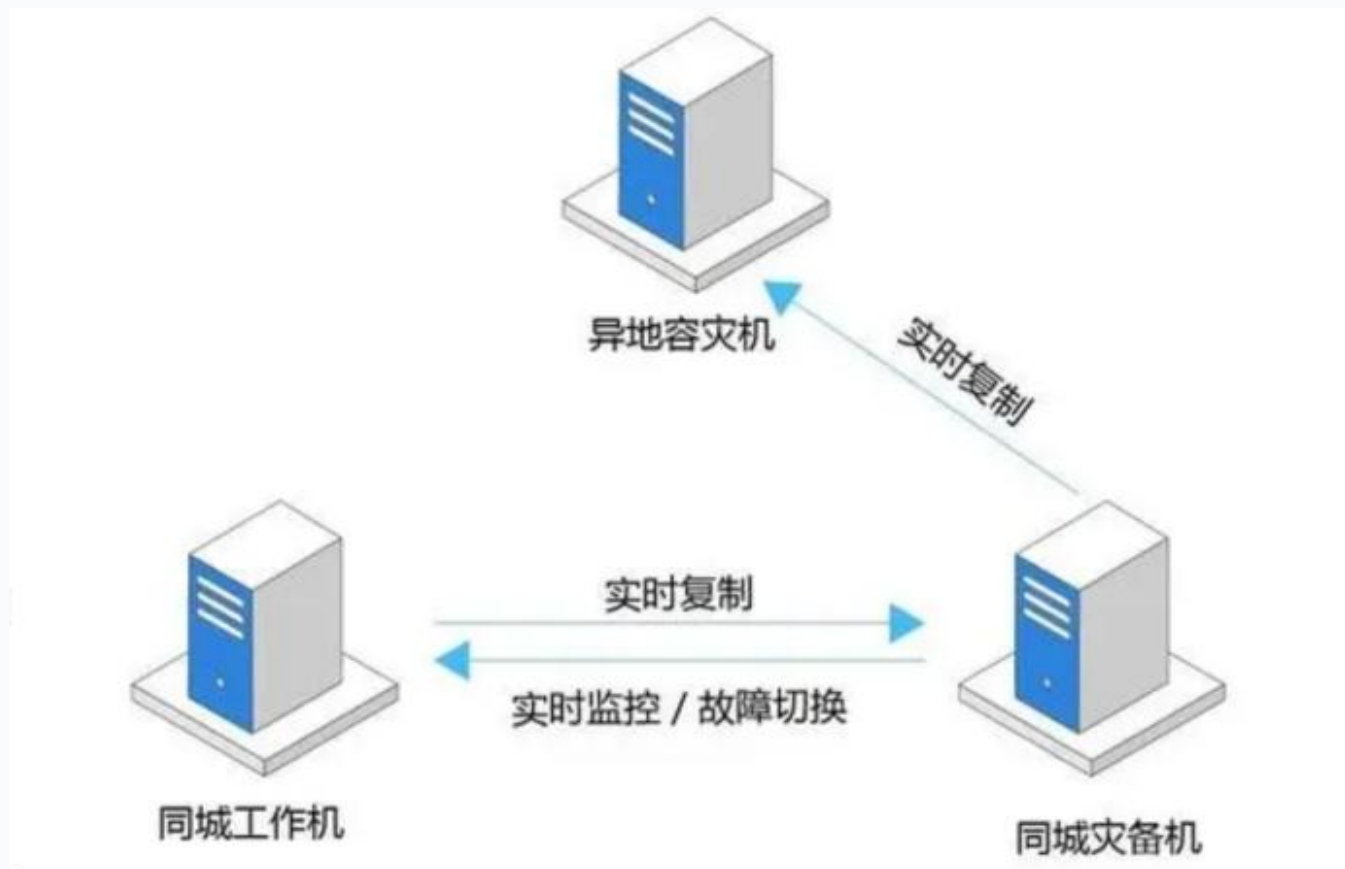 异地容灾机
实时复制
实时复制
实时监控 / 故障切换
同城工作机
同城灾备机